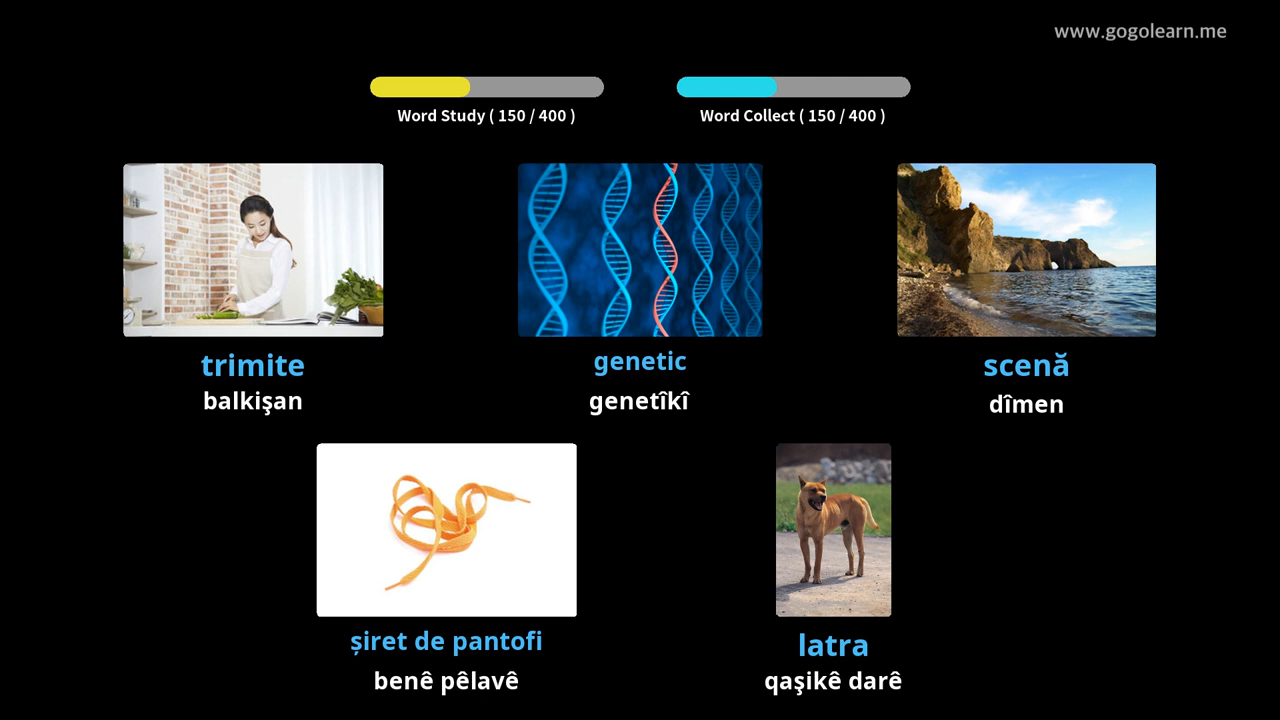 www.gogolearn.me
Word Study ( 150 / 400 )
Word Collect ( 150 / 400 )
trimite
balkişan
genetic
genetîkî
scenă
dîmen
șiret de pantofi
benê pêlavê
latra
qaşikê darê